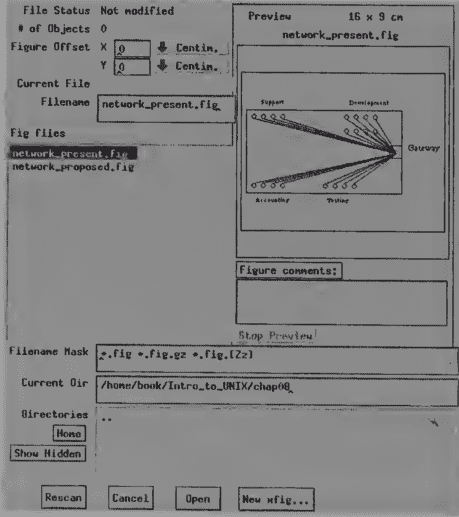 File Status Not modified
# of Objects 0
Figure Offset X 0 Centim.
Y 0 Centim.
Current File
Filename network_present.fig
Fig files
network_present.fig
network_proposed.fig
Preview 16 x 9 cm
network_present.fig
Support Development
Gateway
Accounting Testing
Figure comments:
Stop Preview
Filename Mask *.fig *.fig.gz *.fig.[Zz]
Current Dir /home/book/Intro_to_UNIX/chap08
Directories ..
Home
Show Hidden
Rescan Cancel Open New xfig...